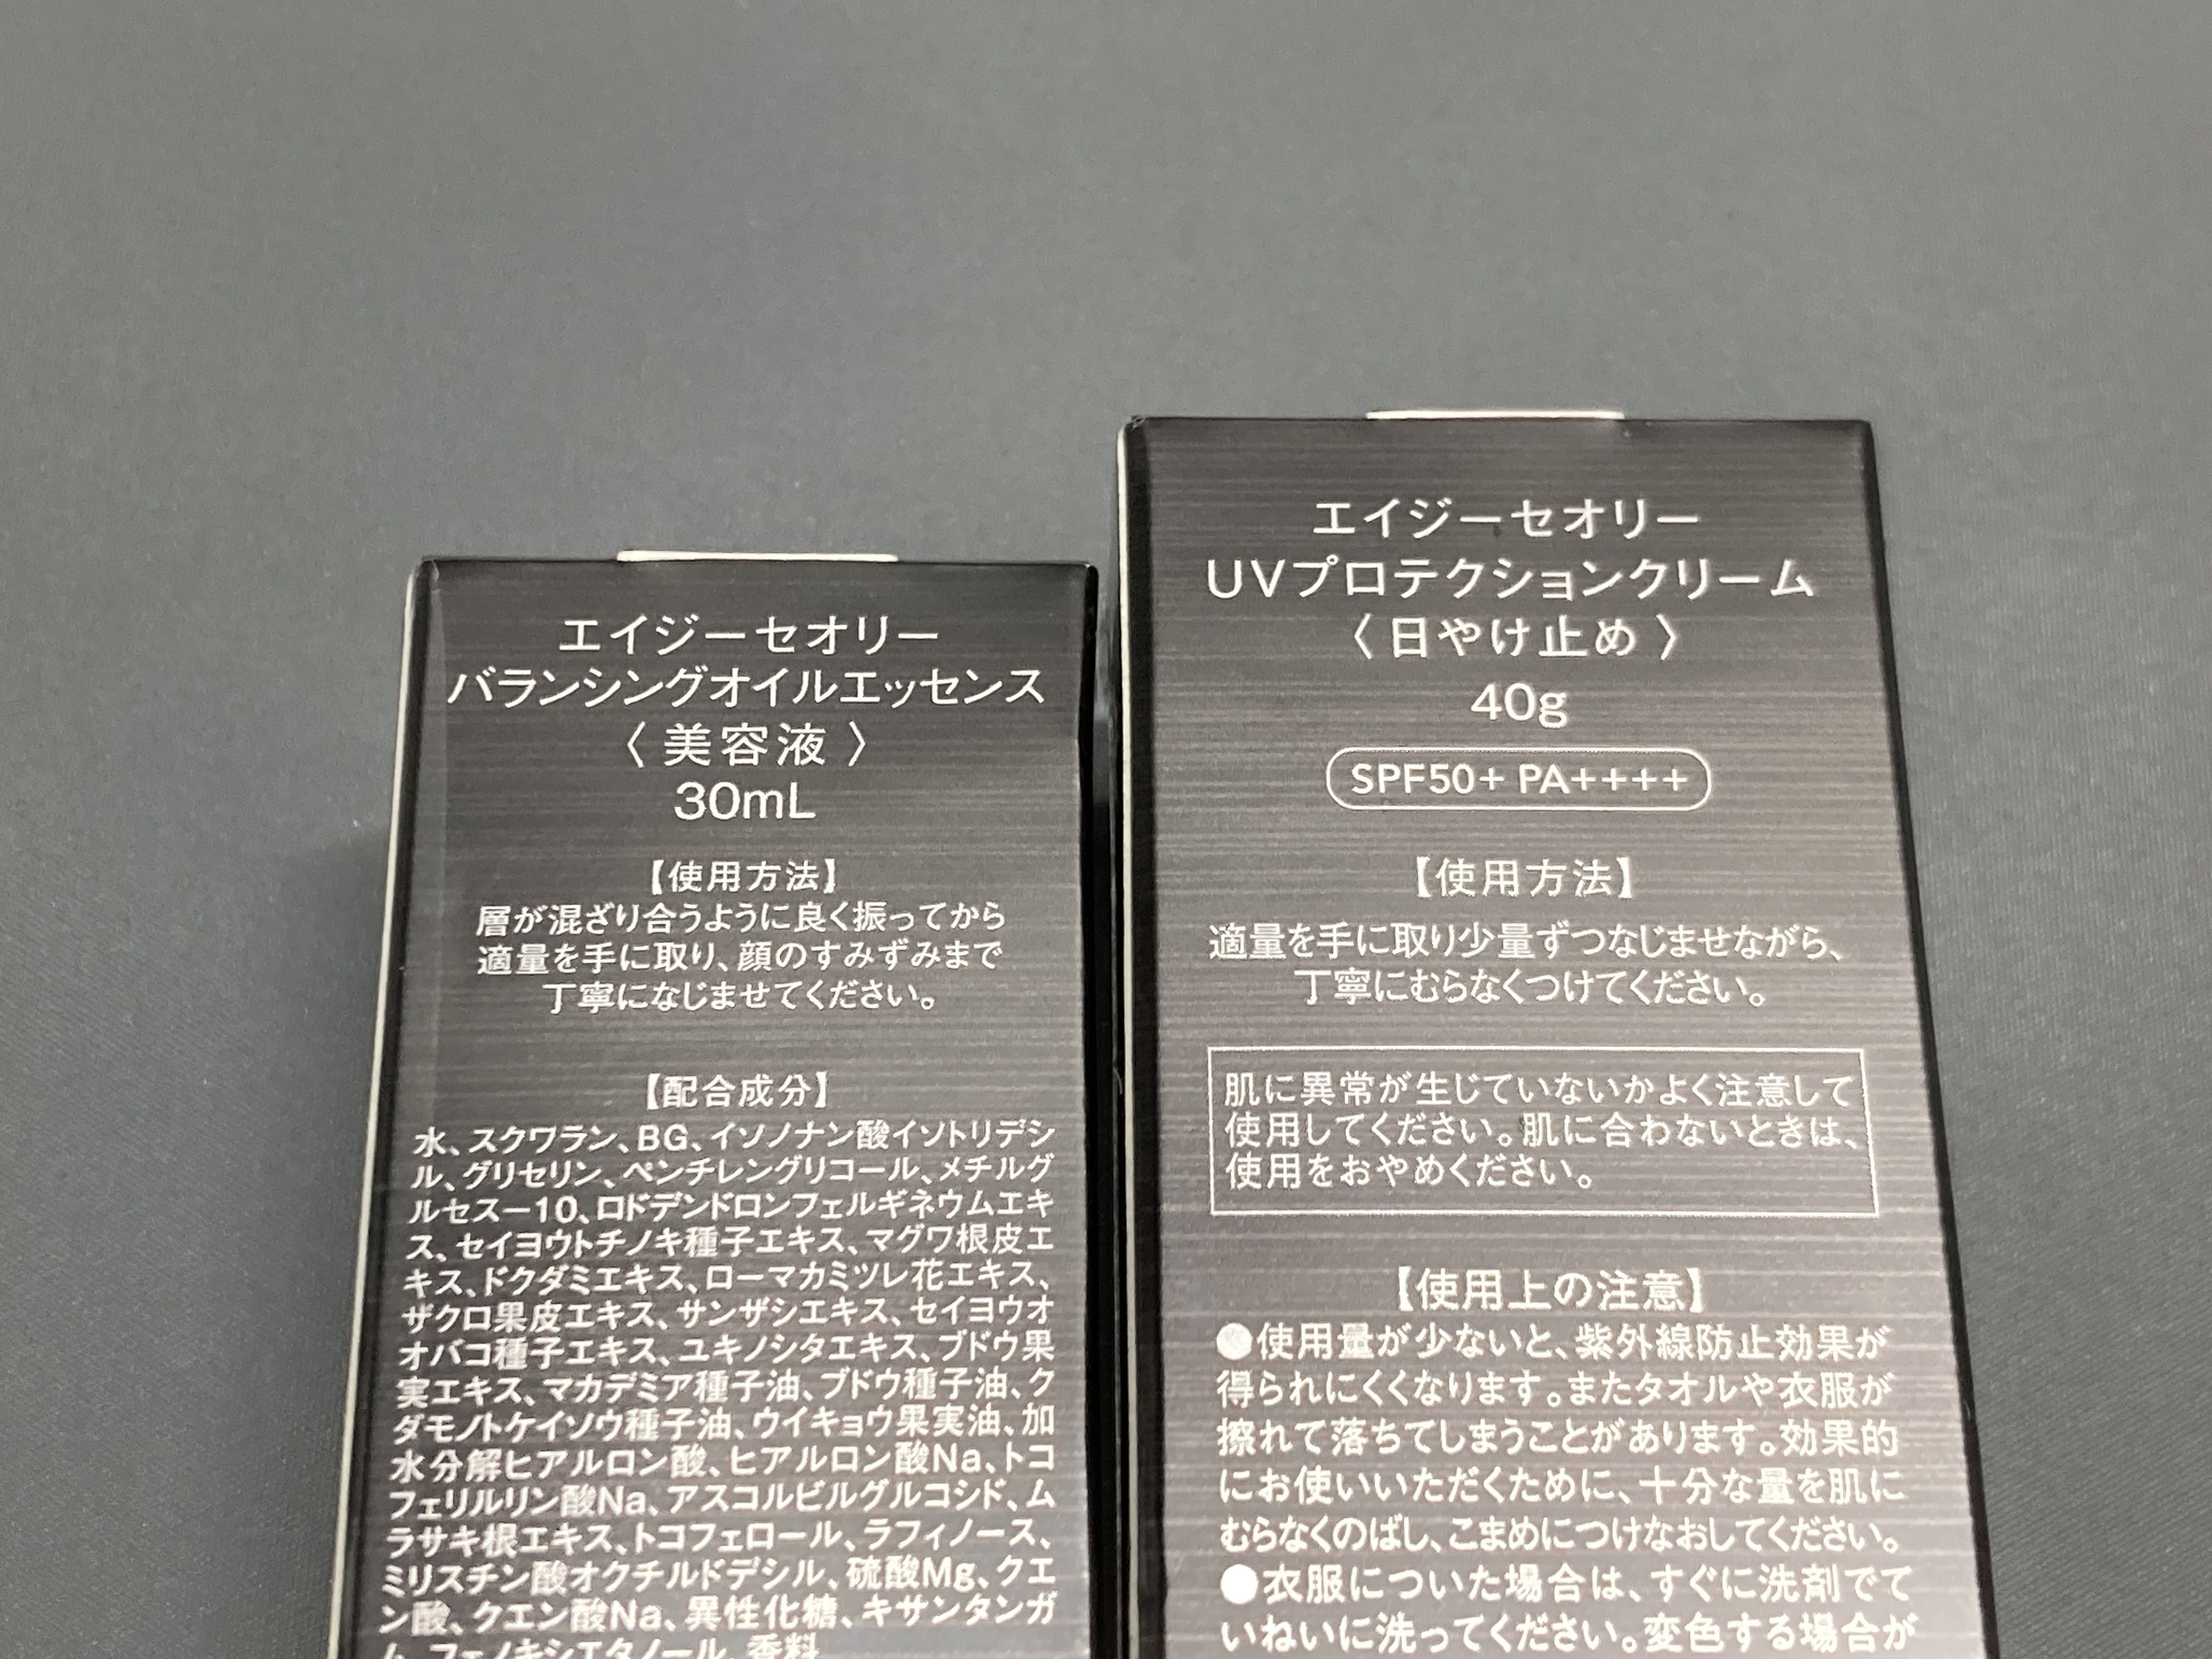 エイジーセオリー
バランシングオイルエッセンス
〈 美容液 〉
30mL
【使用方法】
層が混ざり合うように良く振ってから
適量を手に取り、顔のすみずみまで
丁寧になじませてください。
【配合成分】
水、スクワラン、BG、イソノナン酸イソトリデシ
ル、グリセリン、ペンチレングリコール、メチルグ
ルセス－10、ロドデンドロンフェルギネウムエキ
ス、セイヨウトチノキ種子エキス、マグワ根皮エ
キス、ドクダミエキス、ローマカミツレ花エキス、
ザクロ果皮エキス、サンザシエキス、セイヨウオ
オバコ種子エキス、ユキノシタエキス、ブドウ果
実エキス、マカデミア種子油、ブドウ種子油、ク
ダモノトケイソウ種子油、ウイキョウ果実油、加
水分解ヒアルロン酸、ヒアルロン酸Na、トコ
フェリルリン酸Na、アスコルビルグルコシド、ム
ラサキ根エキス、トコフェロール、ラフィノース、
ミリスチン酸オクチルドデシル、硫酸Mg、クエ
ン酸、クエン酸Na、異性化糖、キサンタンガ
ム、フェノキシエタノール、香料
エイジーセオリー
UVプロテクションクリーム
〈 日やけ止め 〉
40g
SPF50+ PA++++
【使用方法】
適量を手に取り少量ずつなじませながら、
丁寧にむらなくつけてください。
肌に異常が生じていないかよく注意して
使用してください。肌に合わないときは、
使用をおやめください。
【使用上の注意】
●使用量が少ないと、紫外線防止効果が
得られにくくなります。またタオルや衣服が
擦れて落ちてしまうことがあります。効果的
にお使いいただくために、十分な量を肌に
むらなくのばし、こまめにつけなおしてください。
●衣服についた場合は、すぐに洗剤でて
いねいに洗ってください。変色する場合が